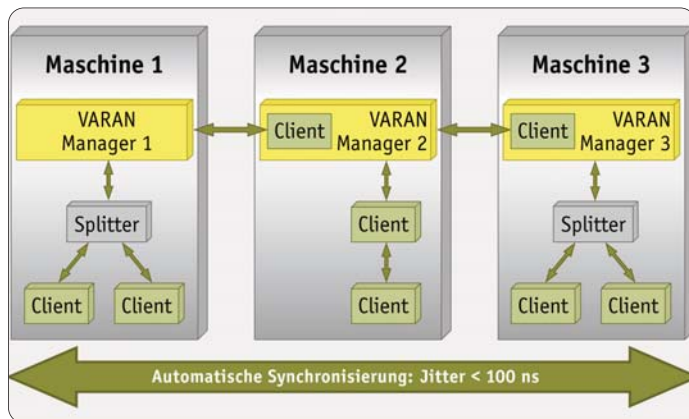 Maschine 1
VARAN
Manager 1
Splitter
Client
Client
Maschine 2
Client
VARAN
Manager 2
Client
Client
Maschine 3
Client
VARAN
Manager 3
Splitter
Client
Client
Automatische Synchronisierung: Jitter < 100 ns